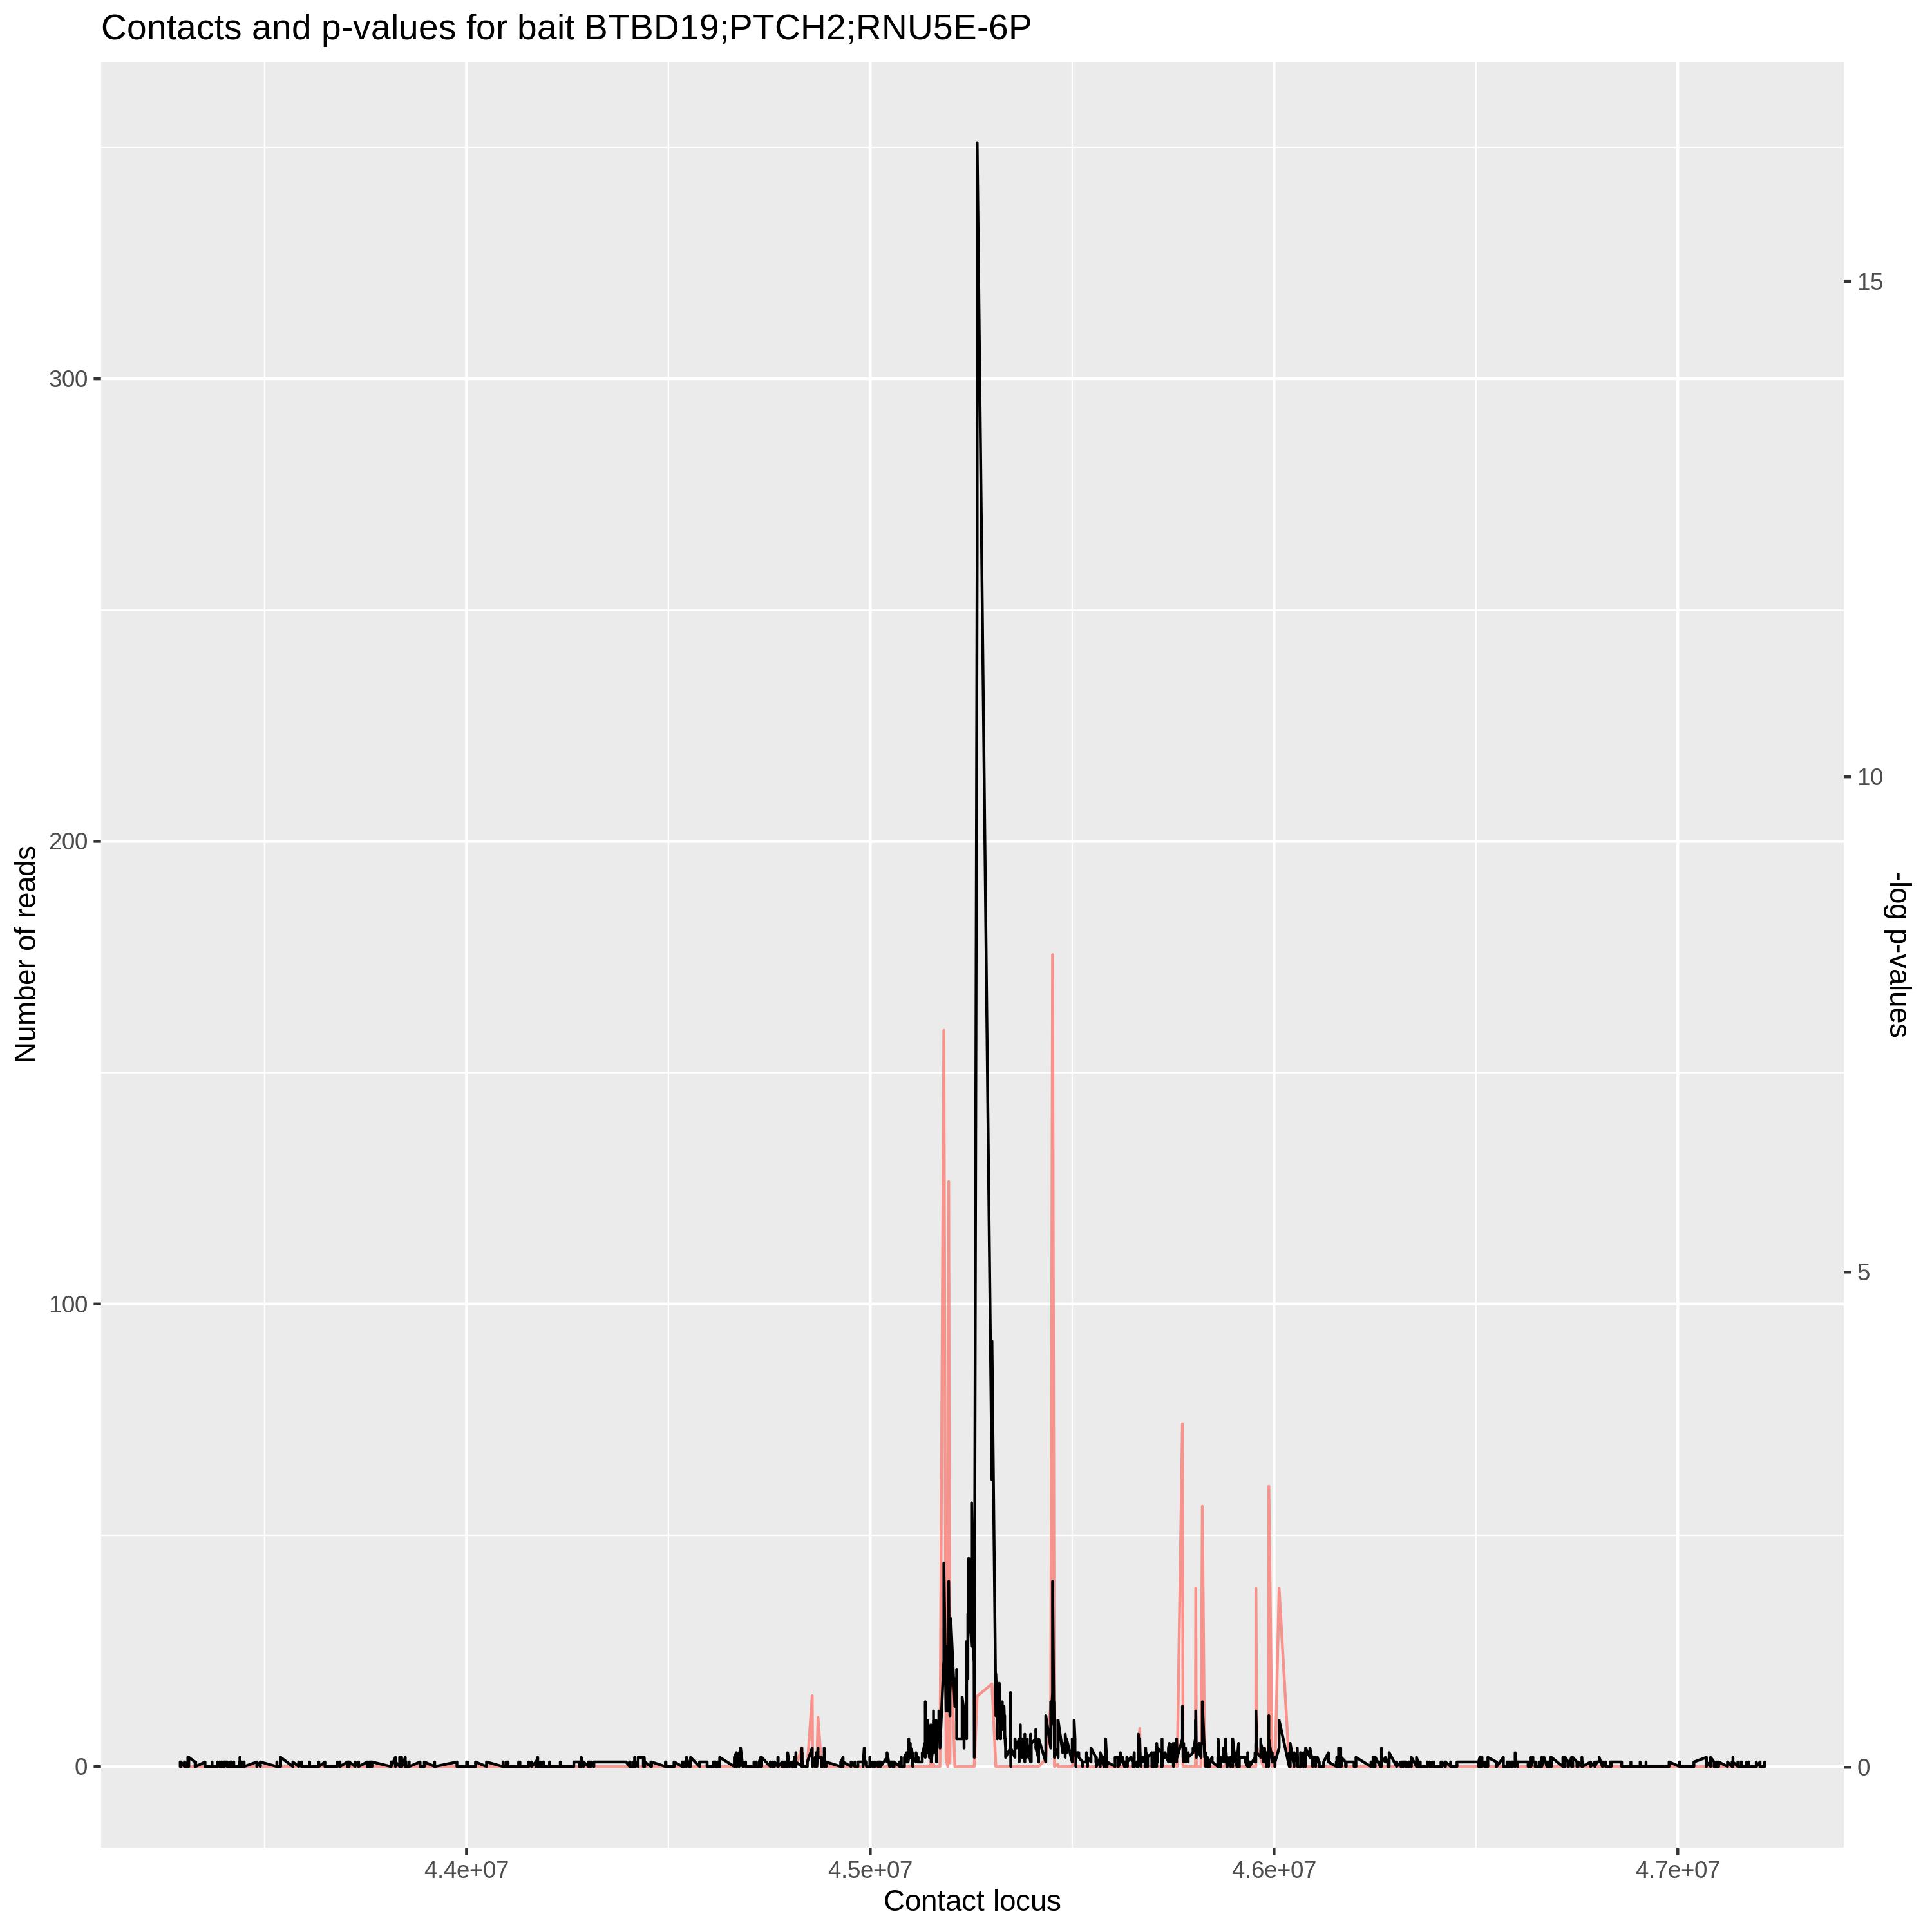 Contacts and p-values for bait BTBD19;PTCH2;RNU5E-6P
300
200
100
0
Number of reads
15
10
5
0
-log p-values
4.4e+07
4.5e+07
4.6e+07
4.7e+07
Contact locus